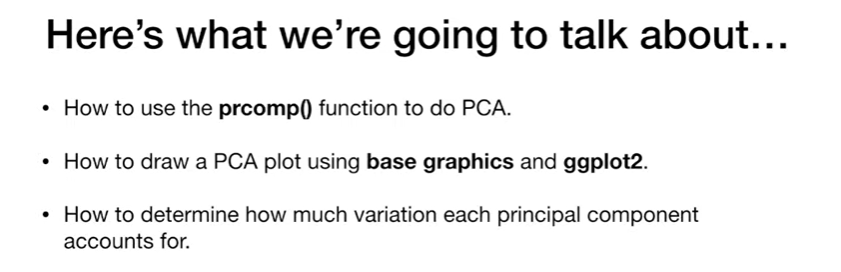 Here's what we're going to talk about...
• How to use the prcomp() function to do PCA.
• How to draw a PCA plot using base graphics and ggplot2.
• How to determine how much variation each principal component
accounts for.